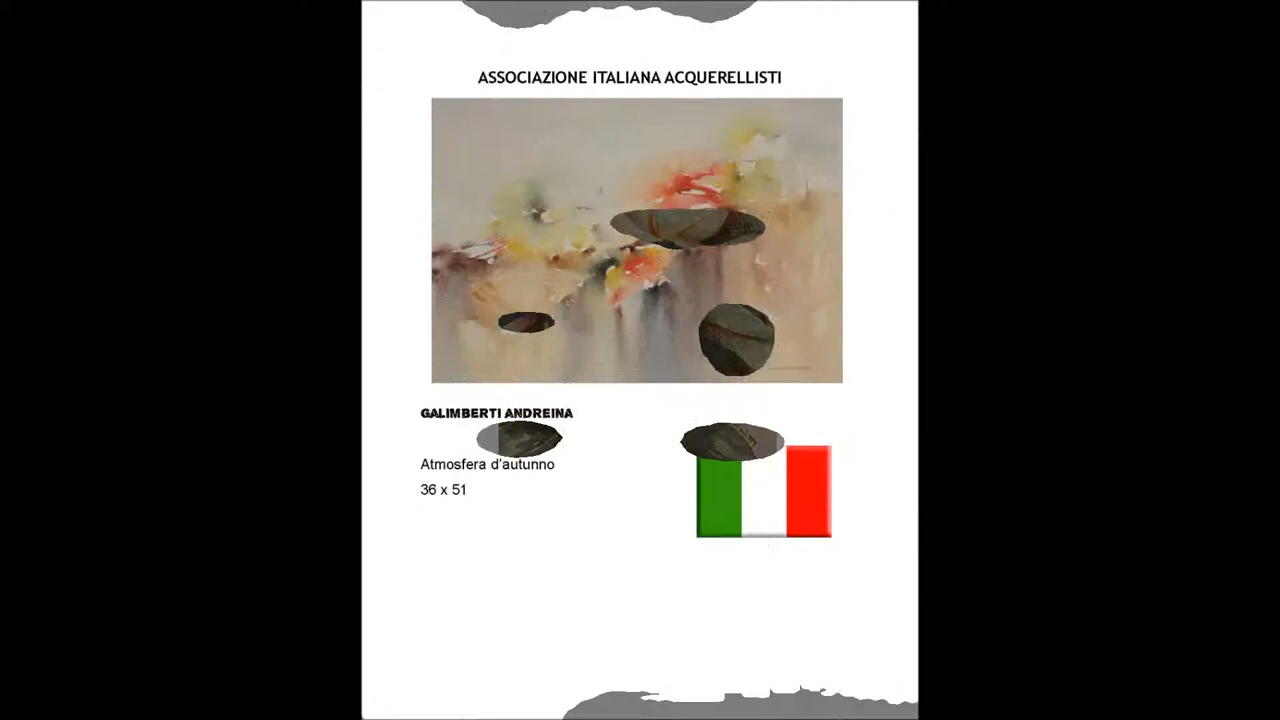 ASSOCIAZIONE ITALIANA ACQUERELLISTI
GALIMBERTI ANDREINA
Atmosfera d'autunno
36 x 51